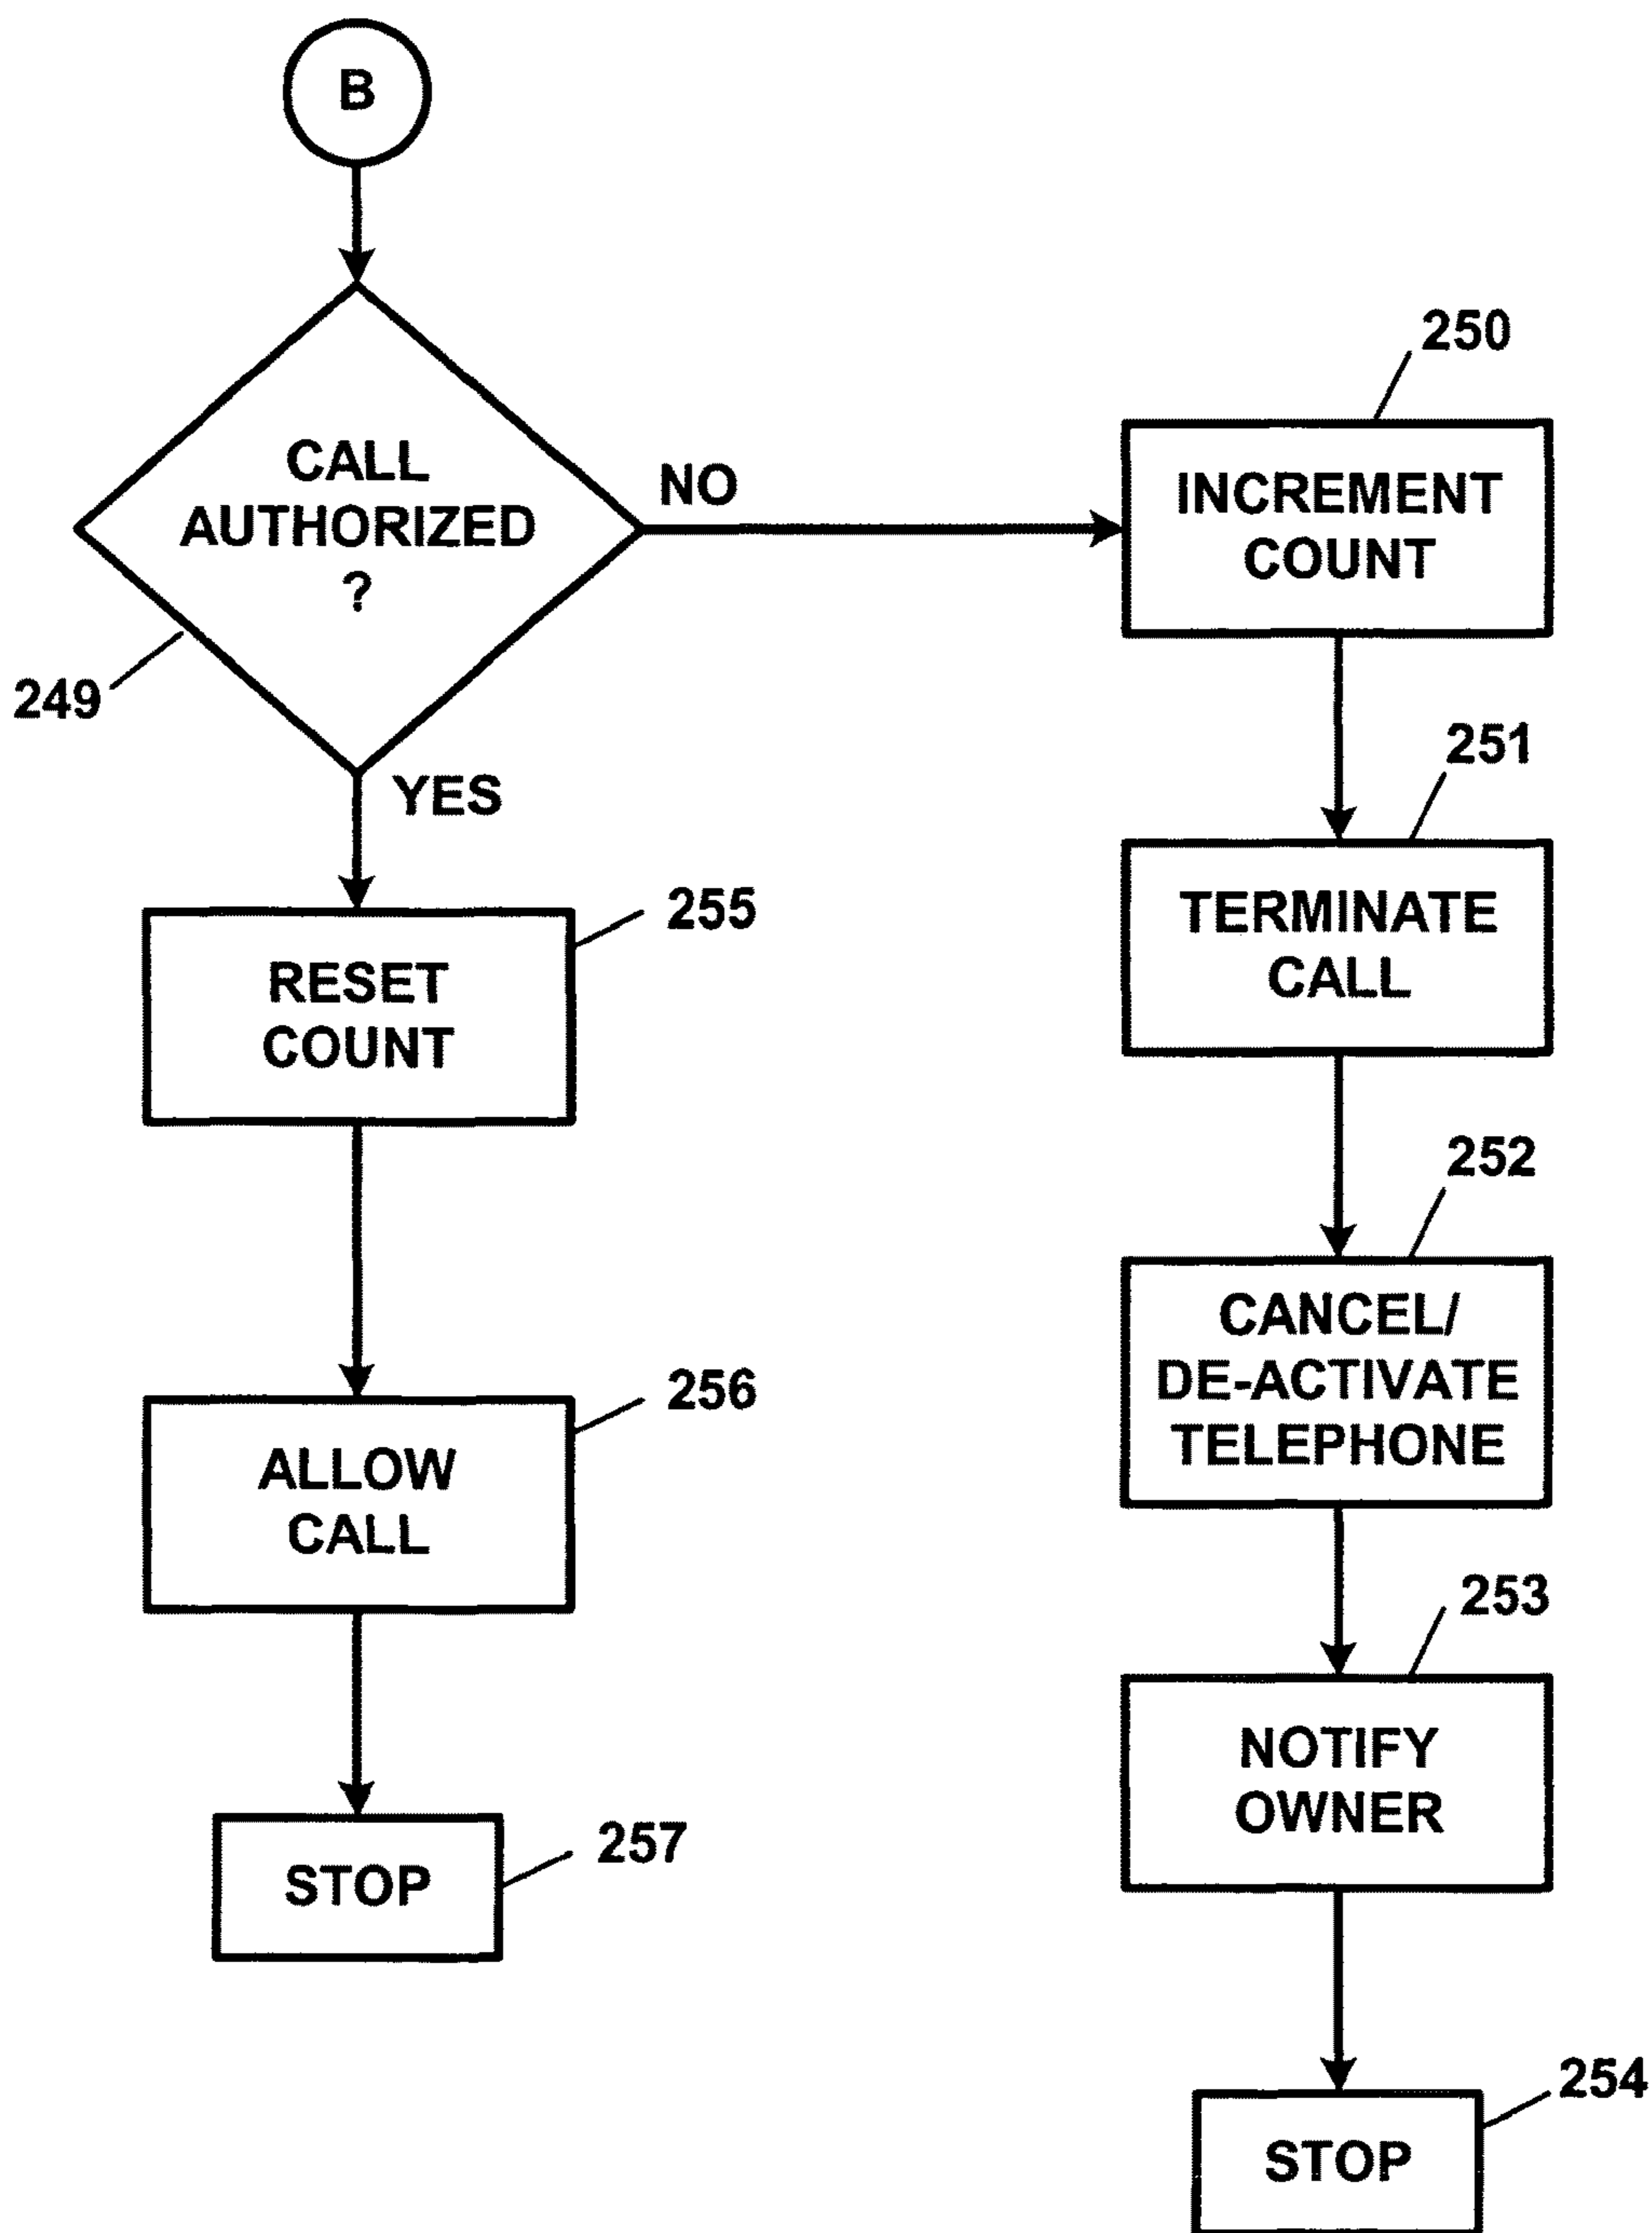 B
CALL
AUTHORIZED
?
249
NO
YES
250
INCREMENT
COUNT
251
TERMINATE
CALL
252
CANCEL/
DE-ACTIVATE
TELEPHONE
253
NOTIFY
OWNER
254
STOP
255
RESET
COUNT
256
ALLOW
CALL
257
STOP